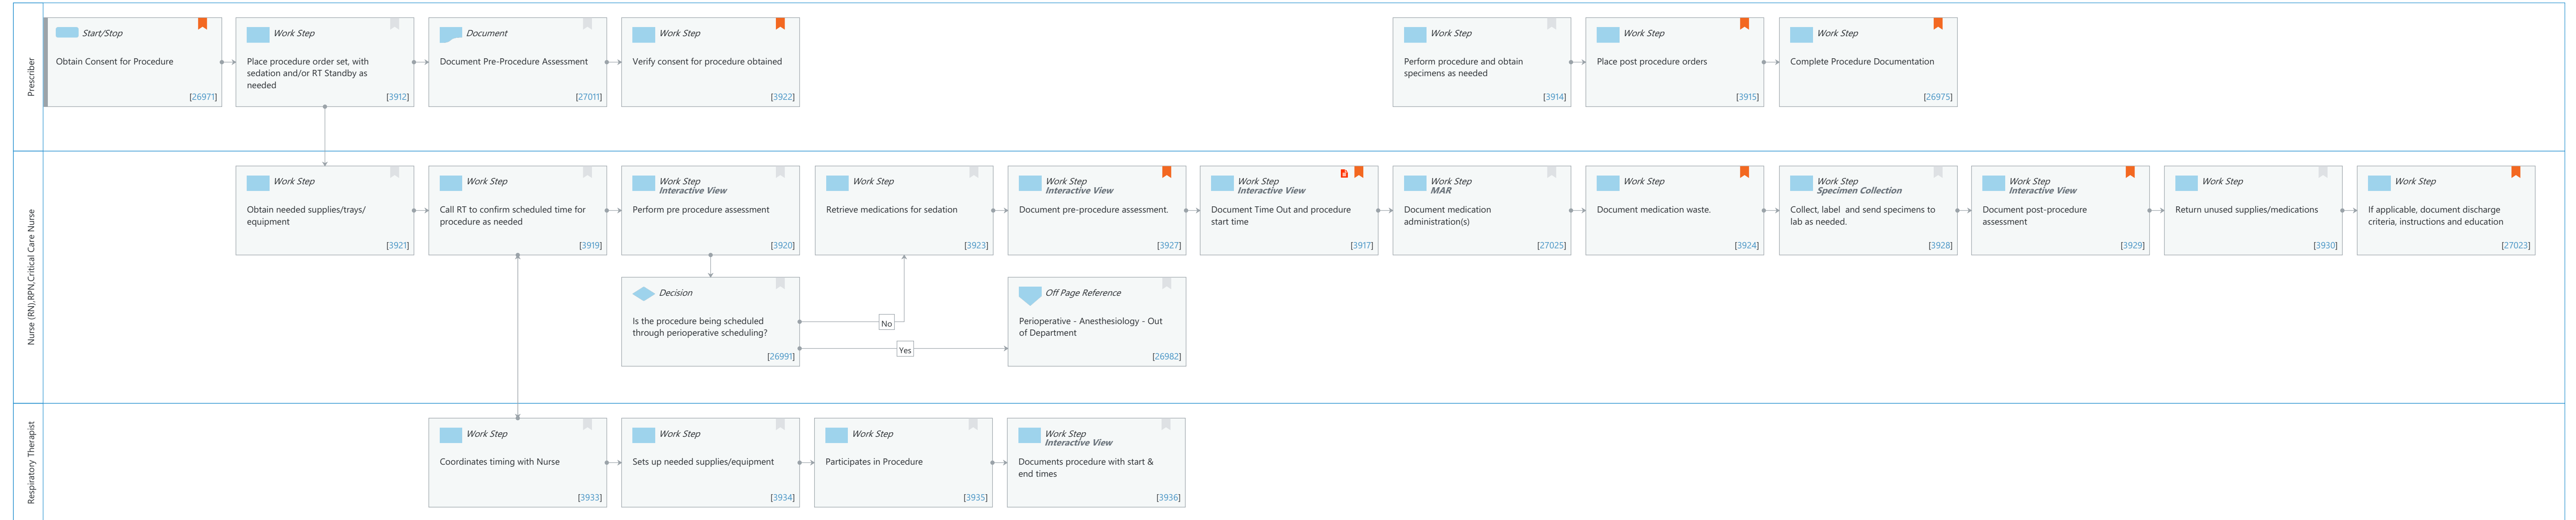 Prescriber
Start/Stop
Obtain Consent for Procedure
[26971]
Work Step
Place procedure order set, with
sedation and/or RT Standby as
needed
[3912]
Document
Document Pre-Procedure Assessment
[27011]
Work Step
Verify consent for procedure obtained
[3922]
Work Step
Perform procedure and obtain
specimens as needed
[3914]
Work Step
Place post procedure orders
[3915]
Work Step
Complete Procedure Documentation
[26975]
Nurse (RN),RPN,Critical Care Nurse
Work Step
Obtain needed supplies/trays/
equipment
[3921]
Work Step
Call RT to confirm scheduled time for
procedure as needed
[3919]
Work Step
Interactive View
Perform pre procedure assessment
[3920]
Work Step
Retrieve medications for sedation
[3923]
Work Step
Interactive View
Document pre-procedure assessment.
[3927]
Work Step
Interactive View
Document Time Out and procedure
start time
[3917]
Work Step
MAR
Document medication
administration(s)
[27025]
Work Step
Document medication waste.
[3924]
Work Step
Specimen Collection
Collect, label  and send specimens to
lab as needed.
[3928]
Work Step
Interactive View
Document post-procedure
assessment
[3929]
Work Step
Return unused supplies/medications
[3930]
Work Step
If applicable, document discharge
criteria, instructions and education
[27023]
Decision
Is the procedure being scheduled
through perioperative scheduling?
[26991]
No
Yes
Off Page Reference
Perioperative - Anesthesiology - Out
of Department
[26982]
Respiratory Therapist
Work Step
Coordinates timing with Nurse
[3933]
Work Step
Sets up needed supplies/equipment
[3934]
Work Step
Participates in Procedure
[3935]
Work Step
Interactive View
Documents procedure with start &
end times
[3936]